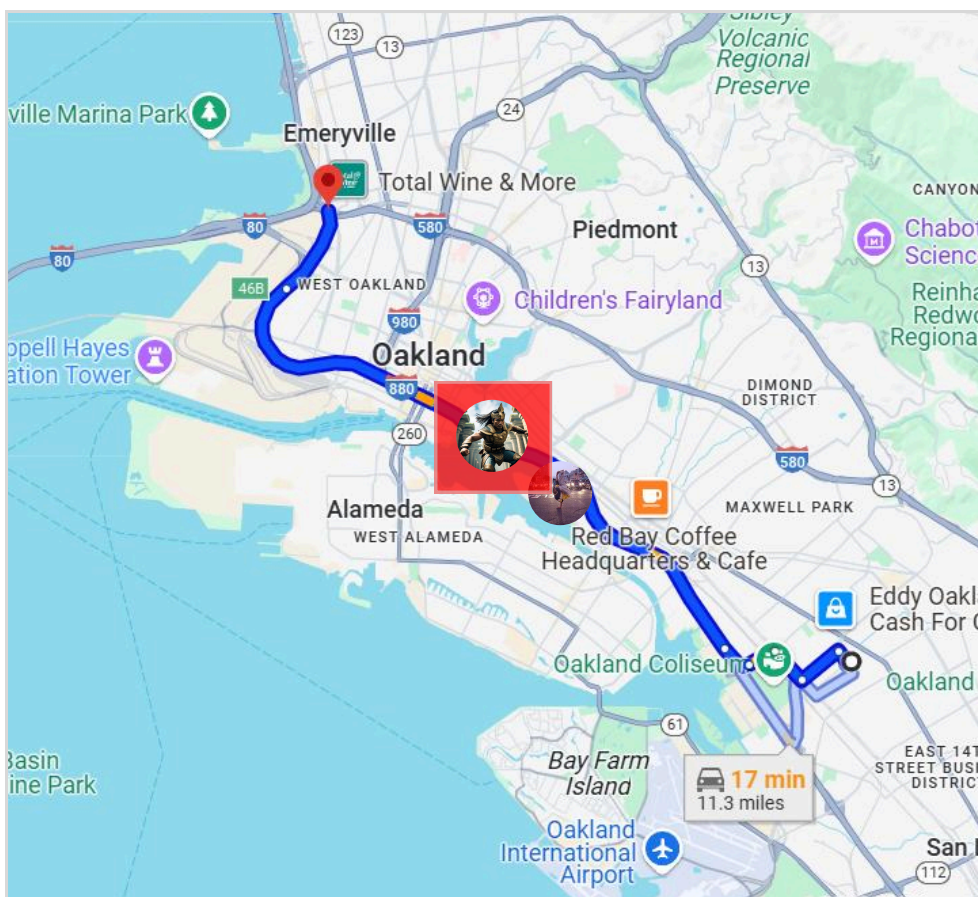 Sibley
Volcanic
Regional
Preserve
123
13
24
ville Marina Park
Emeryville
Total Wine & More
CANYON
80
580
Piedmont
Chabot
Scienc
80
13
46B
WEST OAKLAND
Children's Fairyland
Reinha
Redwo
Regiona
980
ppell Hayes
ation Tower
Oakland
880
DIMOND
DISTRICT
260
580
13
Alameda
WEST ALAMEDA
MAXWELL PARK
Red Bay Coffee
Headquarters & Cafe
Eddy Oakl
Cash For C
Oakland Coliseum
Oakland
61
Bay Farm
Island
EAST 14T
STREET BUS
DISTRIC
Basin
ine Park
17 min
11.3 miles
Oakland
International
Airport
San
112